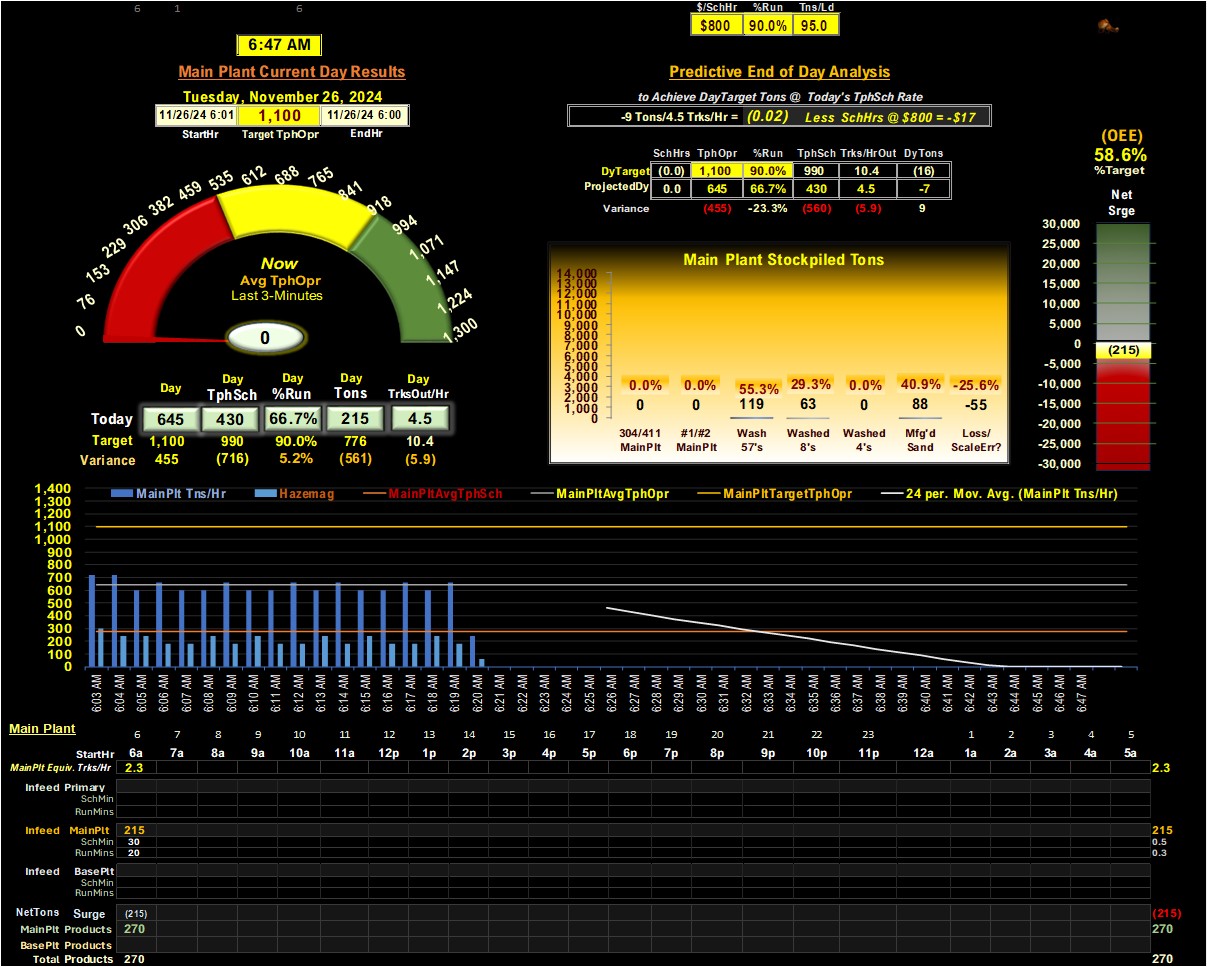 6 1 6
$/SchHr %Run Tns/Ld
$800 90.0% 95.0
6:47 AM
Main Plant Current Day Results
Tuesday, November 26, 2024
11/26/24 6:01 1,100 11/26/24 6:00
StartHr Target TphOpr EndHr
0 76 153 229 306 382 459 535 612 688 765 841 918 994 1,071 1,147 1,224 1,300
Now
Avg TphOpr
Last 3-Minutes
0
Day Day TphSch Day %Run Day Tons Day TrksOut/Hr
Today 645 430 66.7% 215 4.5
Target 1,100 990 90.0% 776 10.4
Variance 455 (716) 5.2% (561) (5.9)
Predictive End of Day Analysis
to Achieve DayTarget Tons @ Today's TphSch Rate
-9 Tons/4.5 Trks/Hr = (0.02) Less SchHrs @ $800 = -$17
SchHrs TphOpr %Run TphSch Trks/HrOut DyTons
DyTarget (0.0) 1,100 90.0% 990 10.4 (16)
ProjectedDy 0.0 645 66.7% 430 4.5 -7
Variance (455) -23.3% (560) (5.9) 9
Main Plant Stockpiled Tons
14,000
13,000
12,000
11,000
10,000
9,000
8,000
7,000
6,000
5,000
4,000
3,000
2,000
1,000
0
0.0% 0.0% 55.3% 29.3% 0.0% 40.9% -25.6%
0 0 119 63 0 88 -55
304/411 #1/#2 Wash Washed Washed Mfg'd Loss/
MainPlt MainPlt 57's 8's 4's Sand ScaleErr?
(OEE)
58.6%
%Target
Net
Srge
30,000
25,000
20,000
15,000
10,000
5,000
0
(215)
-5,000
-10,000
-15,000
-20,000
-25,000
-30,000
MainPlt Tns/Hr Hazemag MainPltAvgTphSch MainPltAvgTphOpr MainPltTargetTphOpr 24 per. Mov. Avg. (MainPlt Tns/Hr)
1,400
1,300
1,200
1,100
1,000
900
800
700
600
500
400
300
200
100
0
6:03 AM 6:04 AM 6:05 AM 6:06 AM 6:07 AM 6:08 AM 6:09 AM 6:10 AM 6:11 AM 6:12 AM 6:13 AM 6:14 AM 6:15 AM 6:16 AM 6:17 AM 6:18 AM 6:19 AM 6:20 AM 6:21 AM 6:22 AM 6:23 AM 6:24 AM 6:25 AM 6:26 AM 6:27 AM 6:28 AM 6:29 AM 6:30 AM 6:31 AM 6:32 AM 6:33 AM 6:34 AM 6:35 AM 6:36 AM 6:37 AM 6:38 AM 6:39 AM 6:40 AM 6:41 AM 6:42 AM 6:43 AM 6:44 AM 6:45 AM 6:46 AM 6:47 AM
Main Plant
6 7 8 9 10 11 12 13 14 15 16 17 18 19 20 21 22 23 1 2 3 4 5
StartHr 6a 7a 8a 9a 10a 11a 12p 1p 2p 3p 4p 5p 6p 7p 8p 9p 10p 11p 12a 1a 2a 3a 4a 5a
MainPlt Equiv. Trks/Hr 2.3 2.3
Infeed Primary
SchMin
RunMins
Infeed MainPlt 215 215
SchMin 30 0.5
RunMins 20 0.3
Infeed BasePlt
SchMin
RunMins
NetTons Surge (215) (215)
MainPlt Products 270 270
BasePlt Products
Total Products 270 270